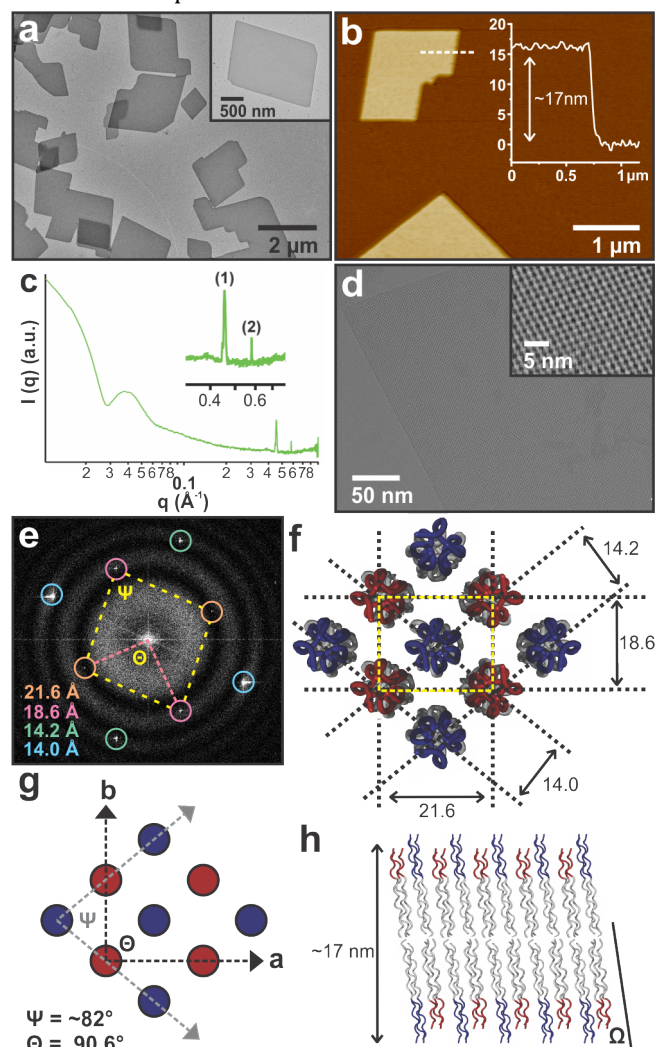 a
500 nm
2 µm
b
20
15
10
5
0
~17nm
0
0.5
1µm
1 µm
c
(1)
(2)
0.4
0.6
I (q) (a.u.)
2
3
4
5
6
7
8
0.1
2
3
4
5
6
7
8
q (Å⁻¹)
d
5 nm
50 nm
e
Ψ
Θ
21.6 Å
18.6 Å
14.2 Å
14.0 Å
f
14.2
18.6
14.0
21.6
g
b
Ψ
Θ
a
Ψ = ~82°
Θ = 90.6°
h
~17 nm
Ω